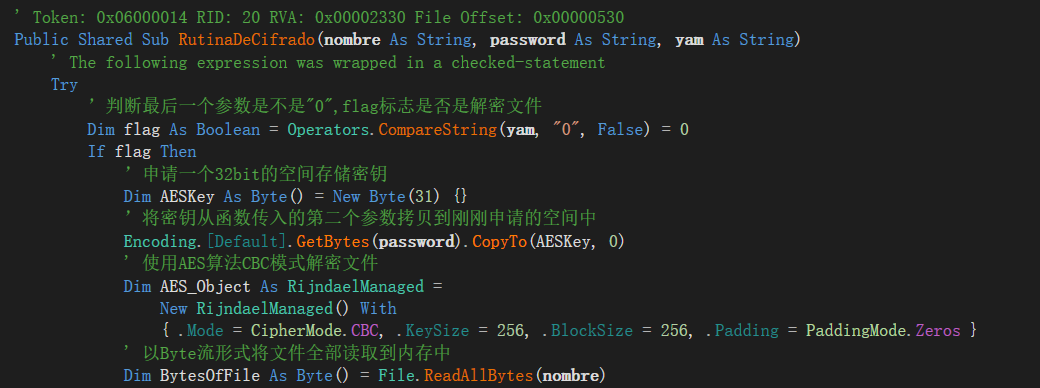 ' Token: 0x06000014 RID: 20 RVA: 0x00002330 File Offset: 0x00000530
Public Shared Sub RutinaDeCifrado(nombre As String, password As String, yam As String)
' The following expression was wrapped in a checked-statement
Try
' 判断最后一个参数是不是"0",flag标志是否是解密文件
Dim flag As Boolean = Operators.CompareString(yam, "0", False) = 0
If flag Then
' 申请一个32bit的空间存储密钥
Dim AESKey As Byte() = New Byte(31) {}
' 将密钥从函数传入的第二个参数拷贝到刚刚申请的空间中
Encoding.[Default].GetBytes(password).CopyTo(AESKey, 0)
' 使用AES算法CBC模式解密文件
Dim AES_Object As RijndaelManaged =
New RijndaelManaged() With
{ .Mode = CipherMode.CBC, .KeySize = 256, .BlockSize = 256, .Padding = PaddingMode.Zeros }
' 以Byte流形式将文件全部读取到内存中
Dim BytesOfFile As Byte() = File.ReadAllBytes(nombre)